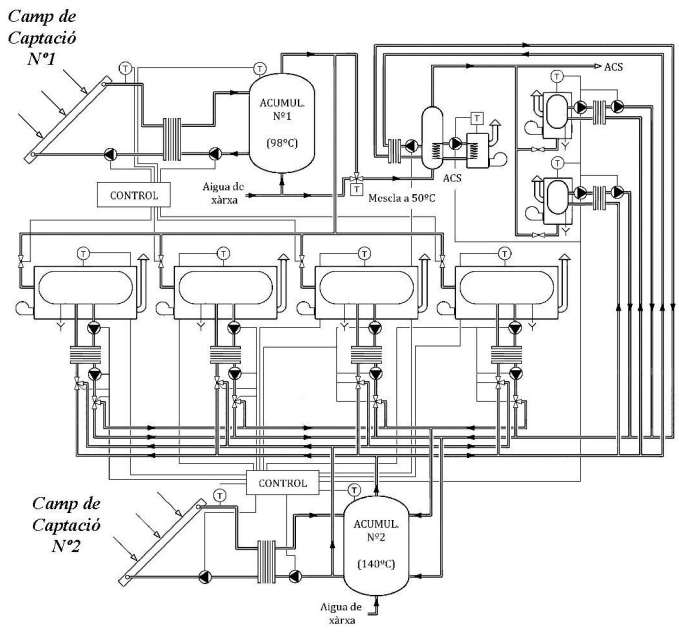 Camp de
Captació
Nº1
T
T
ACUMUL.
Nº1
(98ºC)
CONTROL
Aigua de
xàrxa
T
Mescla a 50ºC
ACS
T
ACS
T
T
T
T
T
T
CONTROL
Camp de
Captació
Nº2
T
T
ACUMUL.
Nº2
(140ºC)
Aigua de
xàrxa